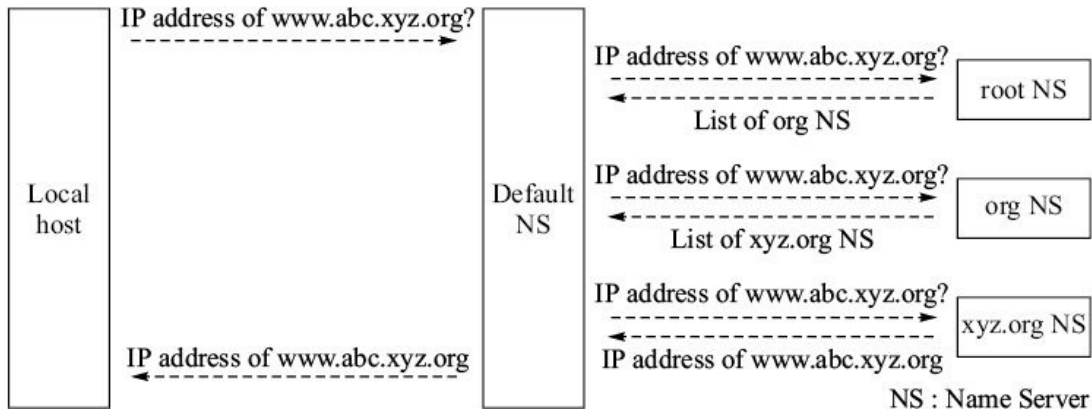 IP address of www.abc.xyz.org?
IP address of www.abc.xyz.org?
root NS
List of org NS
Local
host
Default
NS
IP address of www.abc.xyz.org?
org NS
List of xyz.org NS
IP address of www.abc.xyz.org?
xyz.org NS
IP address of www.abc.xyz.org
IP address of www.abc.xyz.org
NS : Name Server